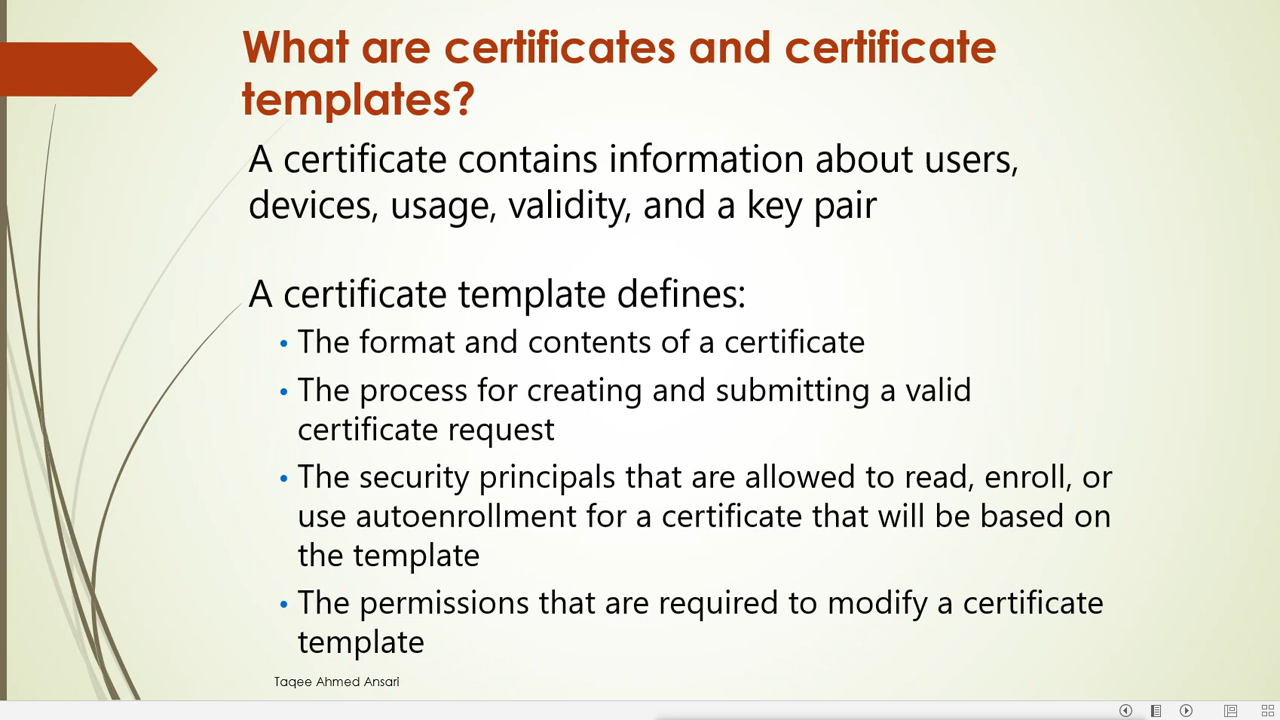 What are certificates and certificate
templates?
A certificate contains information about users,
devices, usage, validity, and a key pair
A certificate template defines:
• The format and contents of a certificate
• The process for creating and submitting a valid
certificate request
• The security principals that are allowed to read, enroll, or
use autoenrollment for a certificate that will be based on
the template
• The permissions that are required to modify a certificate
template
Taqee Ahmed Ansari